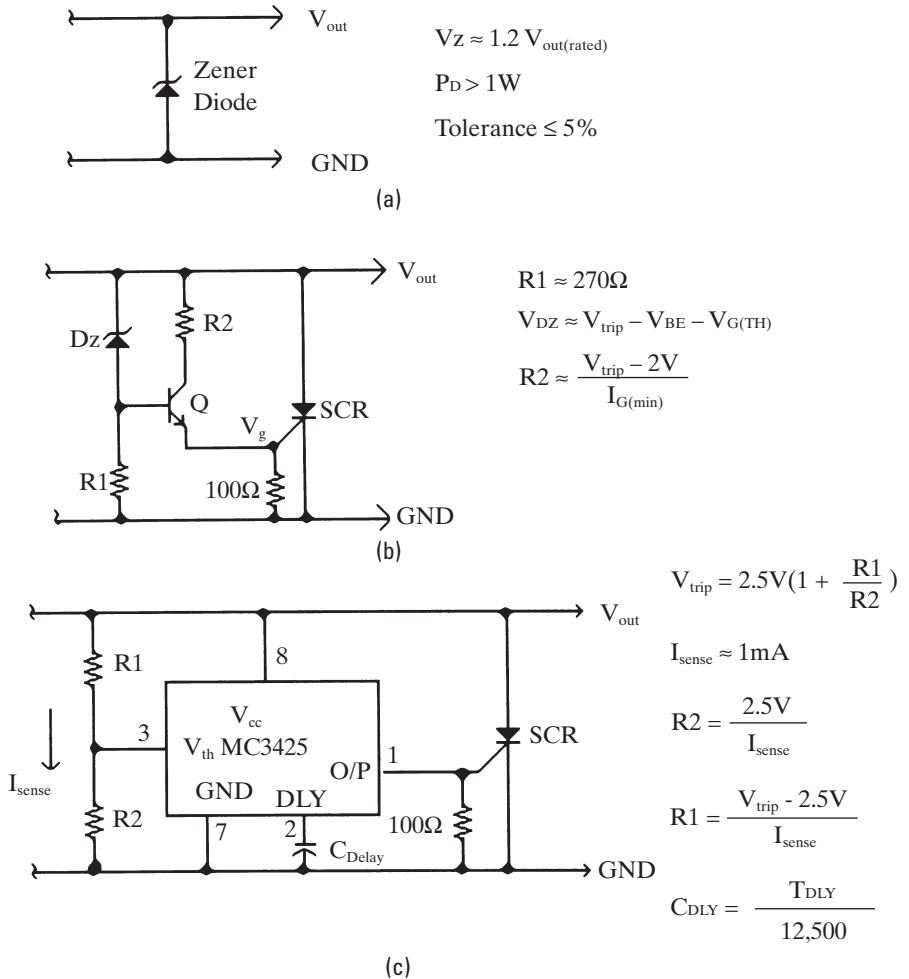 V_out
Zener
Diode
GND
Vz ≈ 1.2 V_out(rated)
P_D > 1W
Tolerance ≤ 5%
(a)
V_out
R2
Dz
Q
SCR
V_g
R1
100Ω
GND
R1 ≈ 270Ω
V_DZ ≈ V_trip – V_BE – V_G(TH)
R2 ≈ (V_trip – 2V) / I_G(min)
(b)
V_out
R1
8
3
V_cc
V_th MC3425
1
SCR
O/P
I_sense
GND
DLY
R2
7
2
100Ω
C_Delay
GND
V_trip = 2.5V(1 + R1/R2)
I_sense ≈ 1mA
R2 = 2.5V / I_sense
R1 = (V_trip - 2.5V) / I_sense
C_DLY = T_DLY / 12,500
(c)